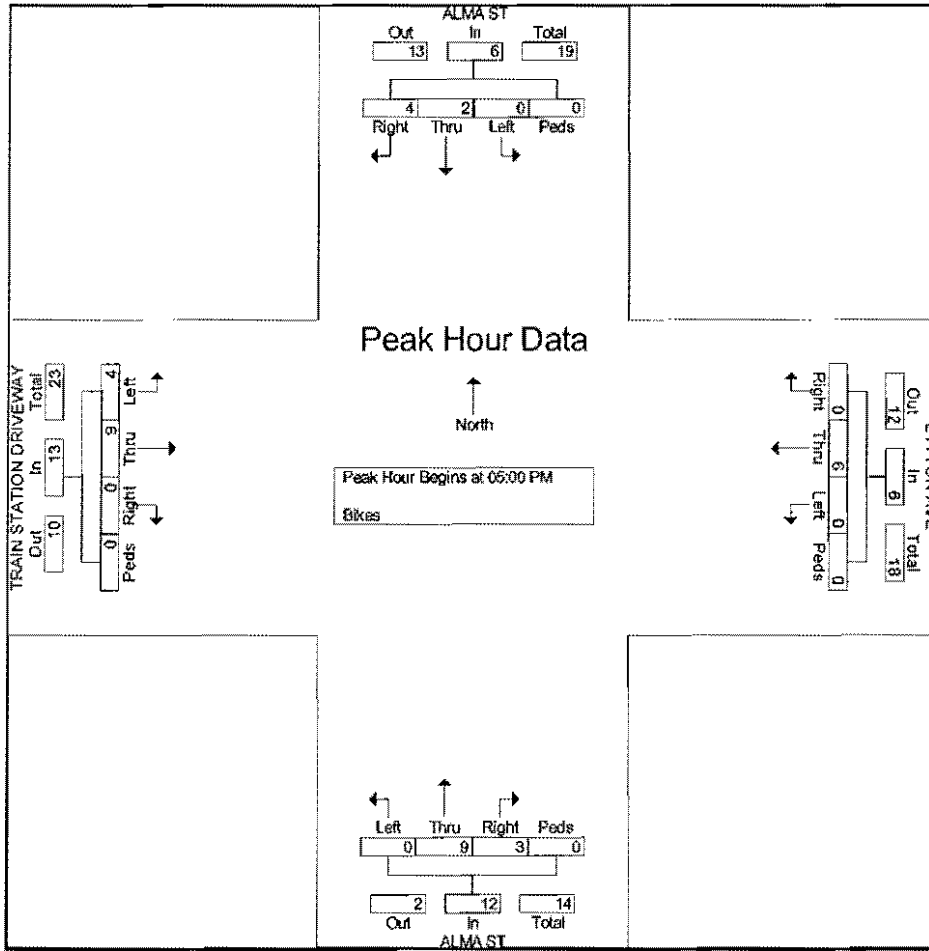 ALMA ST
Out In Total
13 6 19
4 2 0 0
Right Thru Left Peds
Peak Hour Data
North
Peak Hour Begins at 05:00 PM
Bikes
TRAIN STATION DRIVEWAY
Out In Total
10 13 23
4 9 0 0
Left Thru Right Peds
Out In Total
12 6 18
0 6 0 0
Right Thru Left Peds
Left Thru Right Peds
0 9 3 0
2 12 14
Out In Total
ALMA ST